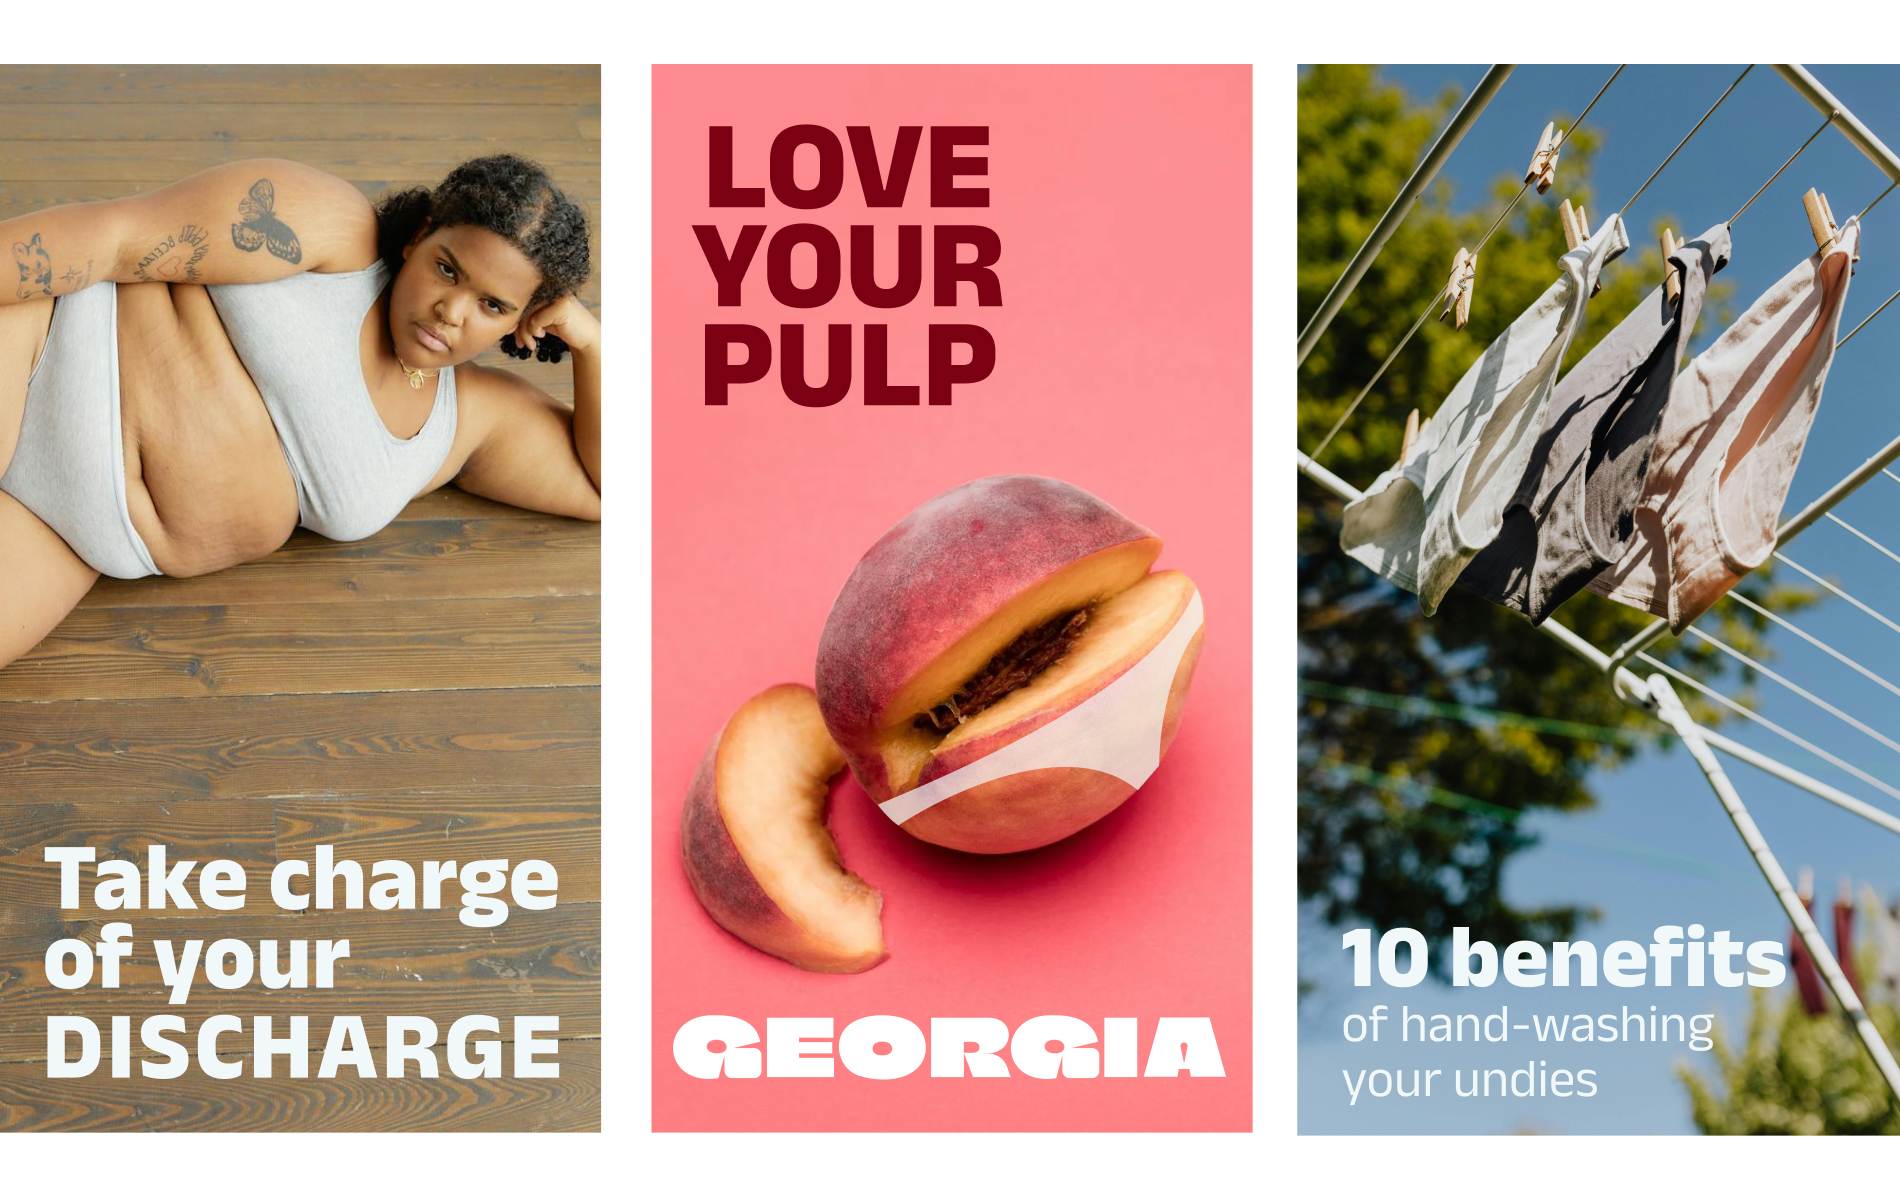 Take charge
of your
DISCHARGE
LOVE
YOUR
PULP
GEORGIA
10 benefits
of hand-washing
your undies